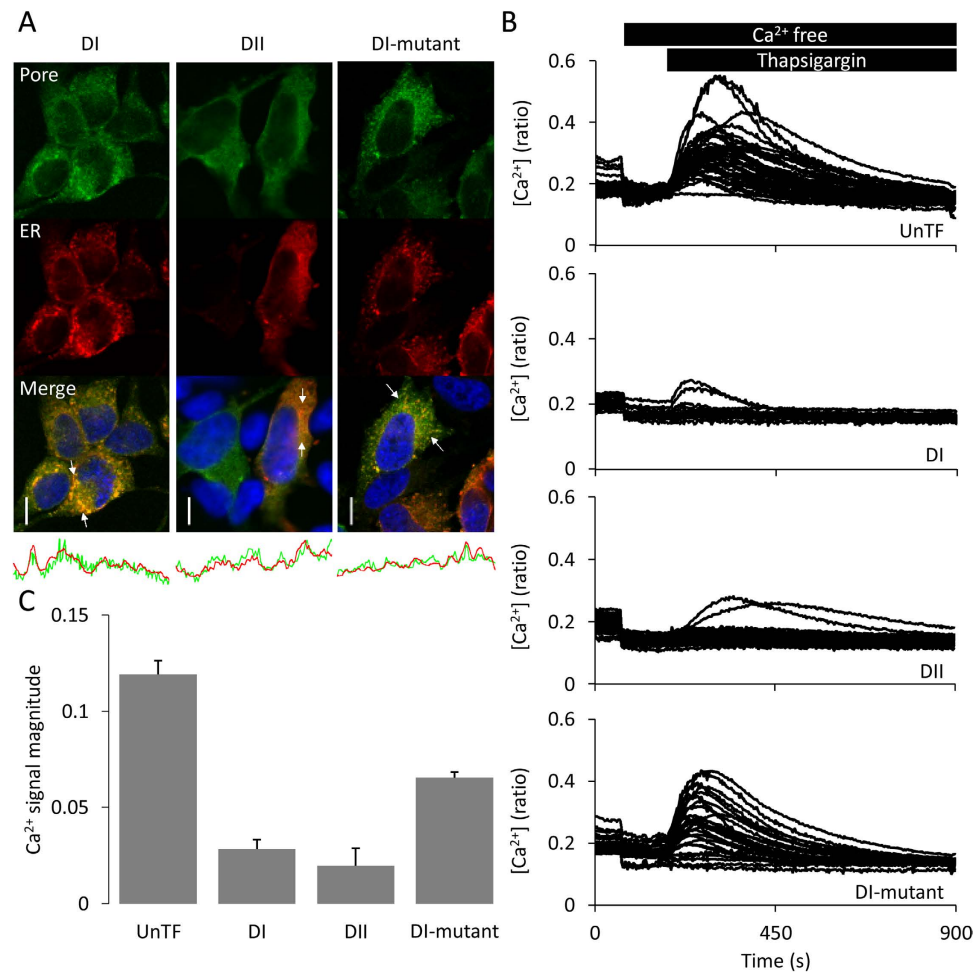 A
DI
DII
DI-mutant
Pore
ER
Merge
B
Ca²⁺ free
Thapsigargin
[Ca²⁺] (ratio)
0.6
0.4
0.2
0
UnTF
[Ca²⁺] (ratio)
0.6
0.4
0.2
0
DI
[Ca²⁺] (ratio)
0.6
0.4
0.2
0
DII
[Ca²⁺] (ratio)
0.6
0.4
0.2
0
DI-mutant
0
450
900
Time (s)
C
Ca²⁺ signal magnitude
0.15
0.1
0.05
0
UnTF
DI
DII
DI-mutant